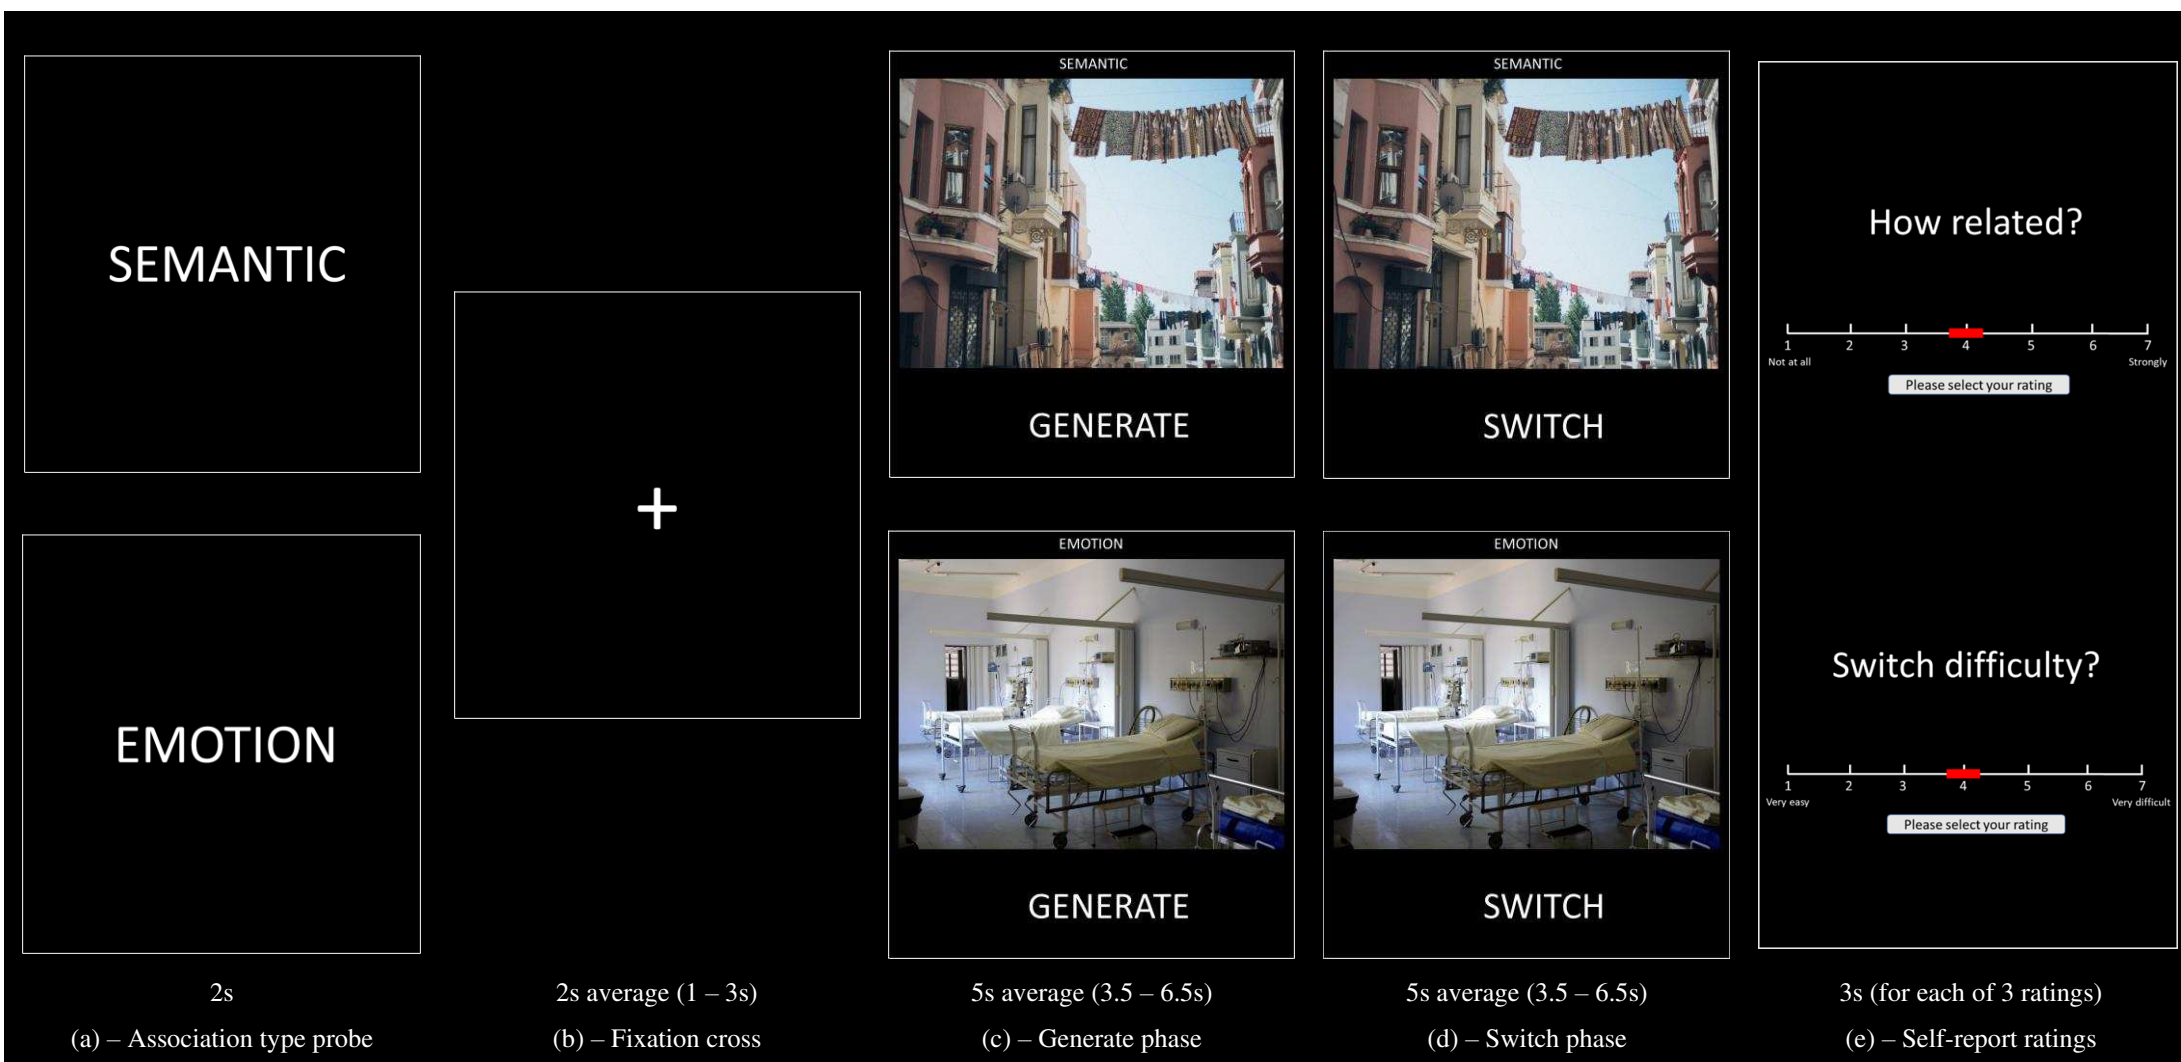 SEMANTIC
EMOTION
2s
(a) – Association type probe
2s average (1 – 3s)
(b) – Fixation cross
SEMANTIC
GENERATE
EMOTION
GENERATE
5s average (3.5 – 6.5s)
(c) – Generate phase
SEMANTIC
SWITCH
EMOTION
SWITCH
5s average (3.5 – 6.5s)
(d) – Switch phase
How related?
1 2 3 4 5 6 7
Not at all Strongly
Please select your rating
Switch difficulty?
1 2 3 4 5 6 7
Very easy Very difficult
Please select your rating
3s (for each of 3 ratings)
(e) – Self-report ratings